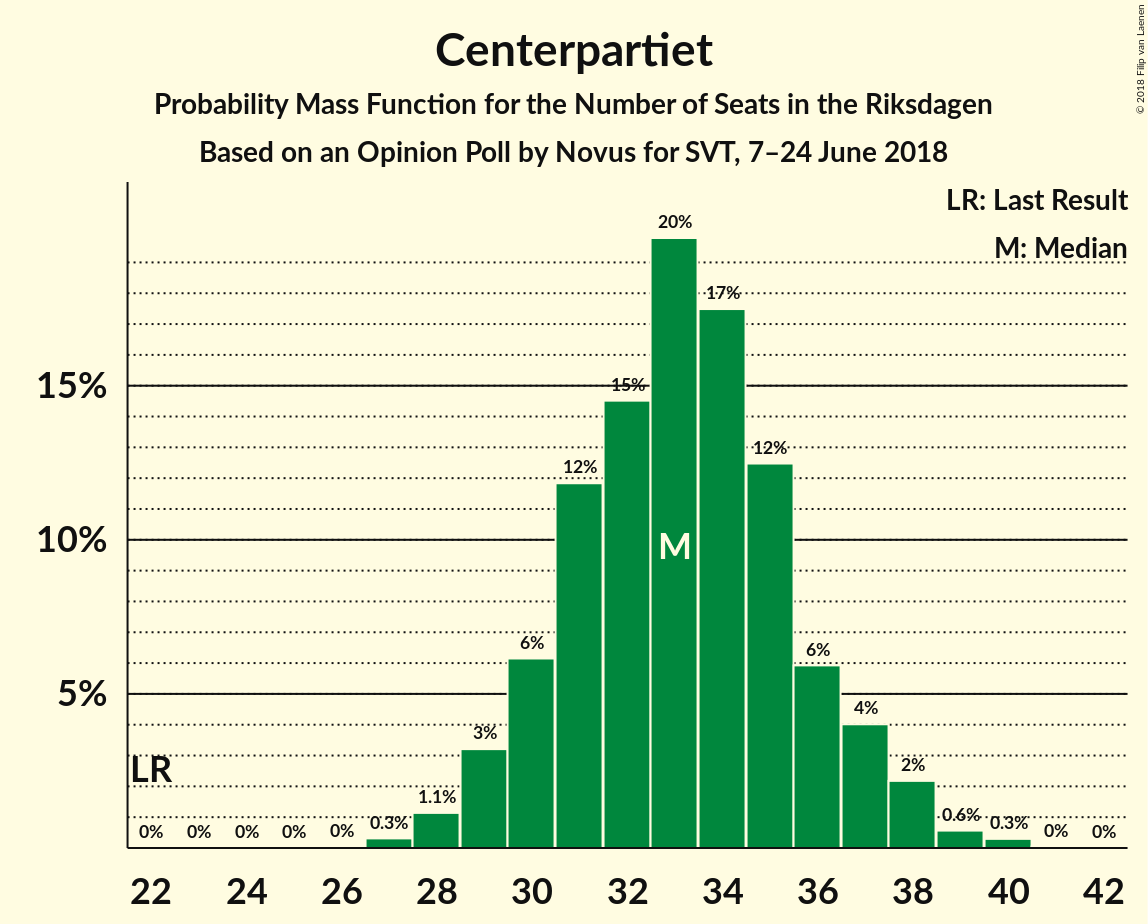 Centerpartiet
Probability Mass Function for the Number of Seats in the Riksdagen
Based on an Opinion Poll by Novus for SVT, 7–24 June 2018
© 2018 Filip van Laenen
LR: Last Result
M: Median
20%
17%
15%
15%
12%
12%
10%
M
6%
6%
5%
4%
3%
2%
LR
1.1%
0% 0% 0% 0% 0% 0.3% 0.6% 0.3% 0% 0%
22 24 26 28 30 32 34 36 38 40 42